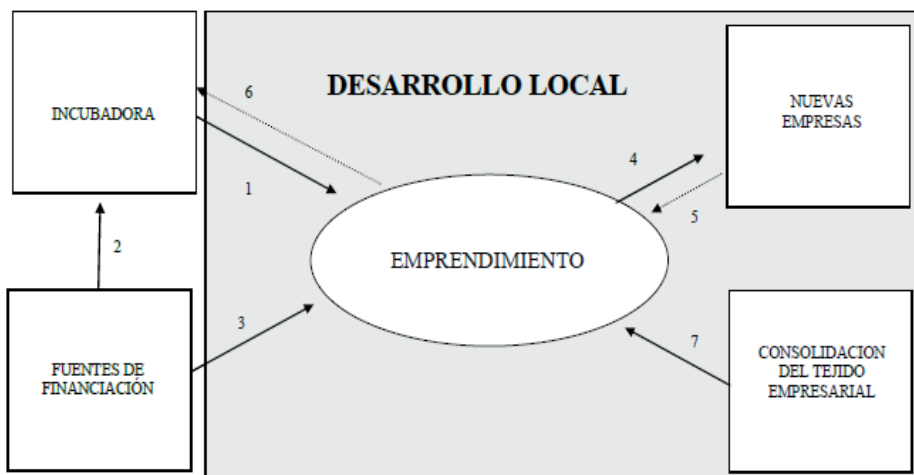 DESARROLLO LOCAL
INCUBADORA
6
NUEVAS
EMPRESAS
4
1
5
2
EMPRENDIMIENTO
3
7
FUENTES DE
FINANCIACIÓN
CONSOLIDACION
DEL TEJIDO
EMPRESARIAL